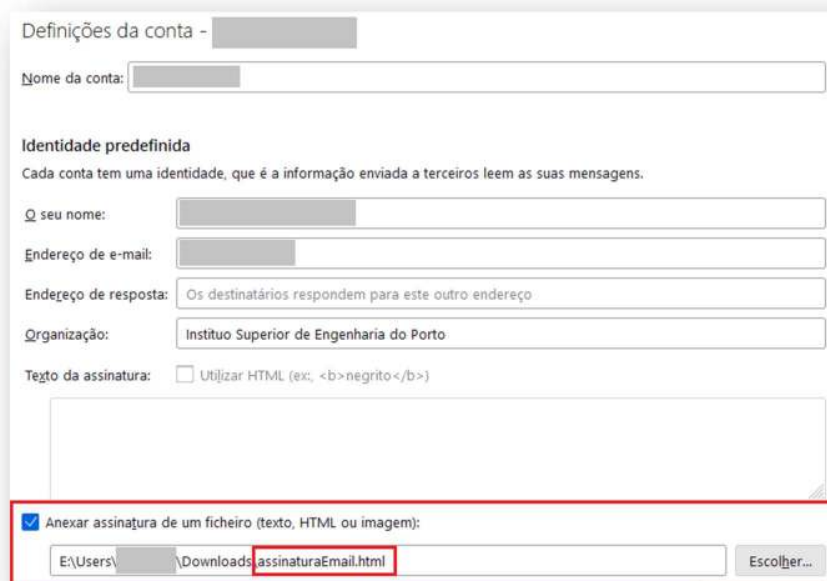 Definições da conta -
Nome da conta:
Identidade predefinida
Cada conta tem uma identidade, que é a informação enviada a terceiros leem as suas mensagens.
O seu nome:
Endereço de e-mail:
Endereço de resposta: Os destinatários respondem para este outro endereço
Organização: Instituo Superior de Engenharia do Porto
Texto da assinatura: Utilizar HTML (ex:, <b>negrito</b>)
Anexar assinatura de um ficheiro (texto, HTML ou imagem):
E:\Users\ \Downloads\assinaturaEmail.html Escolher...